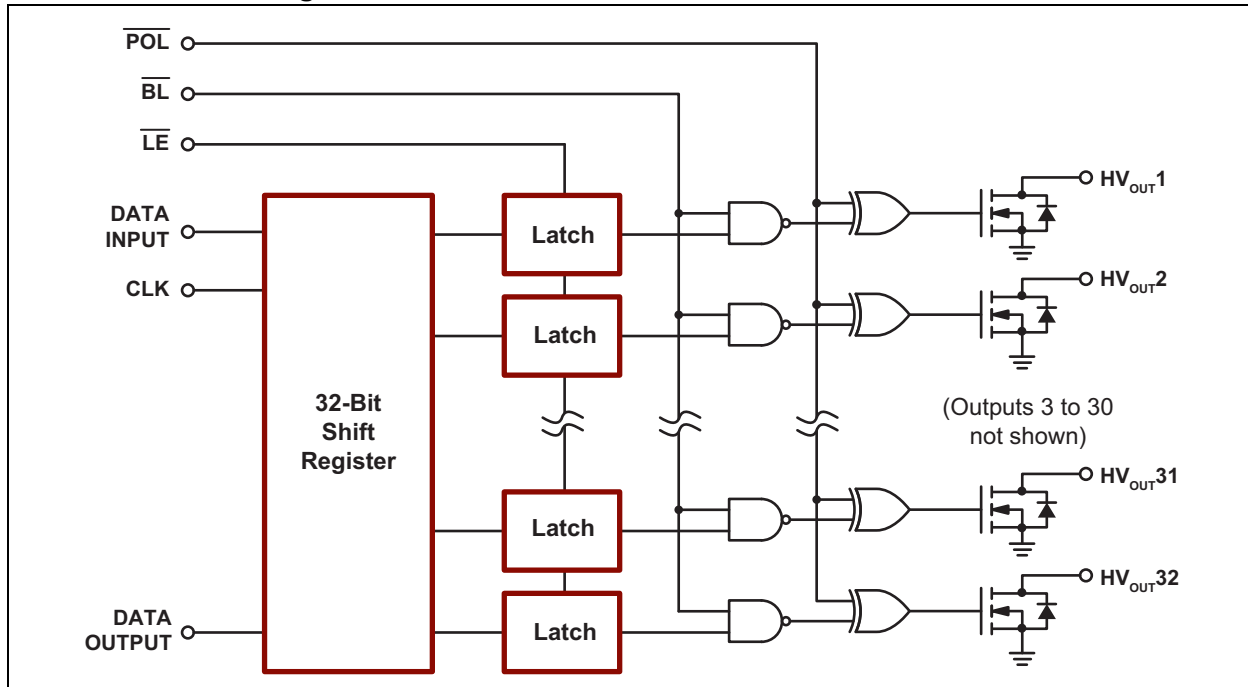 POL
BL
LE
DATA
INPUT
CLK
32-Bit
Shift
Register
DATA
OUTPUT
Latch
Latch
Latch
Latch
HVOUT1
HVOUT2
(Outputs 3 to 30
not shown)
HVOUT31
HVOUT32